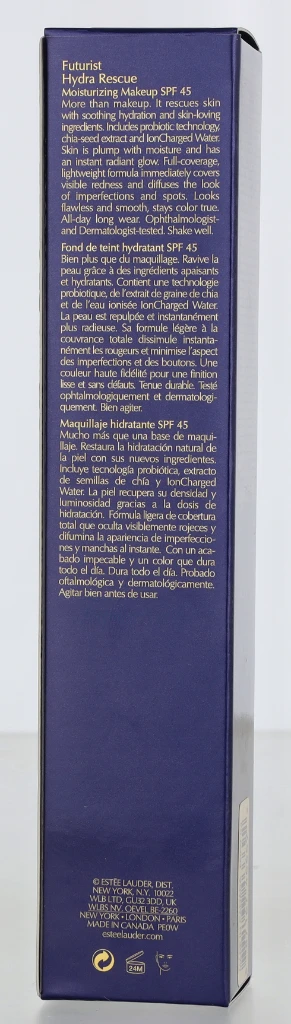 Futurist
Hydra Rescue
Moisturizing Makeup SPF 45
More than makeup. It rescues skin
with soothing hydration and skin-loving
ingredients. Includes probiotic technology,
chia-seed extract and IonCharged Water.
Skin is plump with moisture and has
an instant radiant glow. Full-coverage,
lightweight formula immediately covers
visible redness and diffuses the look
of imperfections and spots. Looks
flawless and smooth, stays color true.
All-day long wear. Ophthalmologist-
and Dermatologist-tested. Shake well.
Fond de teint hydratant SPF 45
Bien plus que du maquillage. Ravive la
peau grâce à des ingrédients apaisants
et hydratants. Contient une technologie
probiotique, de l'extrait de graine de chia
et de l'eau ionisée IonCharged Water.
La peau est repulpée et instantanément
plus radieuse. Sa formule légère à la
couvrance totale dissimule instanta-
nément les rougeurs et minimise l'aspect
des imperfections et des boutons. Une
couleur haute fidélité pour une finition
lisse et sans défauts. Tenue durable. Testé
ophtalmologiquement et dermatologi-
quement. Bien agiter.
Maquillaje hidratante SPF 45
Mucho más que una base de maqui-
llaje. Restaura la hidratación natural de
la piel con sus nuevos ingredientes.
Incluye tecnología probiótica, extracto
de semillas de chía y IonCharged
Water. La piel recupera su densidad y
luminosidad gracias a la dosis de
hidratación. Fórmula ligera de cobertura
total que oculta visiblemente rojeces y
difumina la apariencia de imperfeccio-
nes y manchas al instante. Con un aca-
bado impecable y un color que dura
todo el día. Dura todo el día. Probado
oftalmológica y dermatológicamente.
Agitar bien antes de usar.
© ESTÉE LAUDER, DIST.
NEW YORK, N.Y. 10022
WLB LTD, GU32 3DD, UK
WLBS NV. OEVEL BE-2260
NEW YORK • LONDON • PARIS
MADE IN CANADA PE0W
esteelauder.com
24M